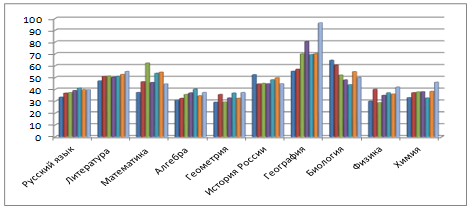 100
90
80
70
60
50
40
30
20
10
0
Русский язык
Литература
Математика
Алгебра
Геометрия
История России
География
Биология
Физика
Химия